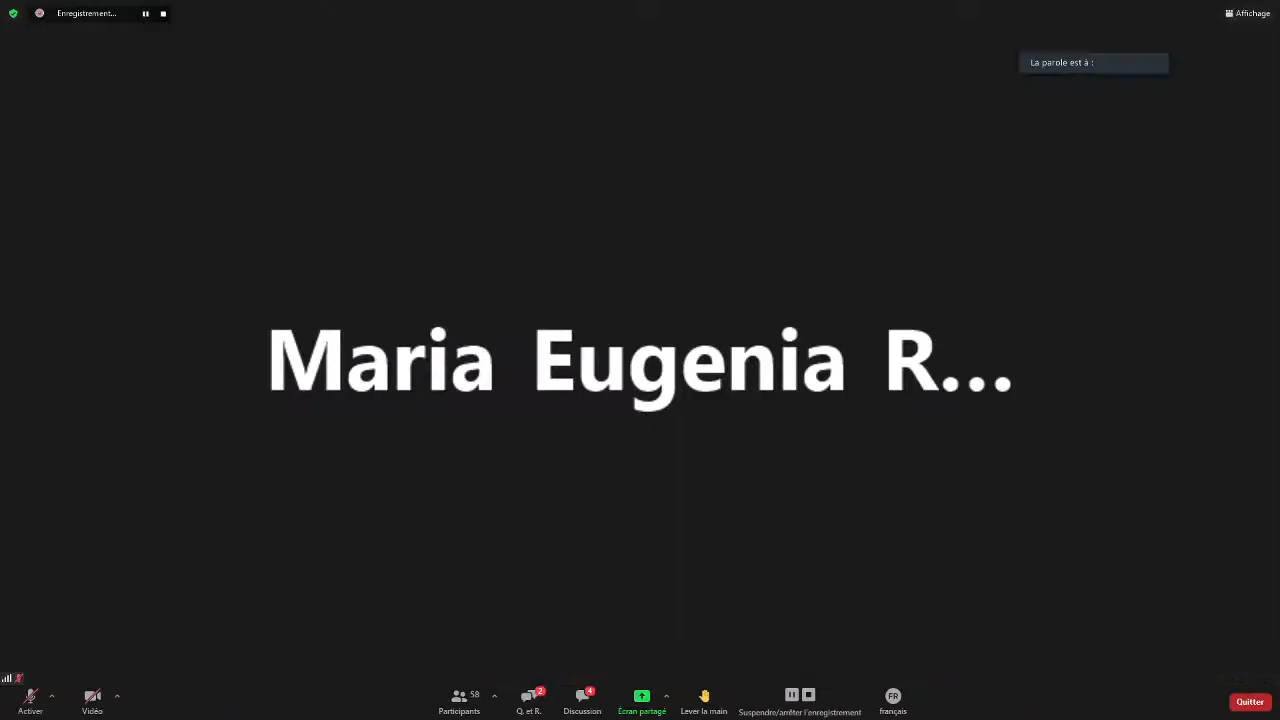 Enregistrement...
Affichage
La parole est à :
Maria Eugenia R...
Activer
Vidéo
58
Participants
2
Q. et R.
4
Discussion
Écran partagé
Lever la main
Suspendre/arrêter l'enregistrement
FR
français
Quitter